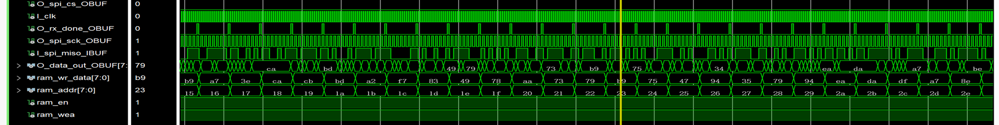 O_spi_cs_OBUF 0
I_clk 0
O_rx_done_OBUF 0
O_spi_sck_OBUF 1
I_spi_miso_IBUF 1
O_data_out_OBUF[7: 79 ca bd 49 79 73 b9 75 34 ea da a7 be
ram_wr_data[7:0] b9 b9 a7 3e ca cb bd a2 f7 83 49 78 aa 73 79 b9 75 47 94 35 79 94 ea da df a7 8e
ram_addr[7:0] 23 15 16 17 18 19 1a 1b 1c 1d 1e 1f 20 21 22 23 24 25 26 27 28 29 2a 2b 2c 2d 2e
ram_en 1
ram_wea 1